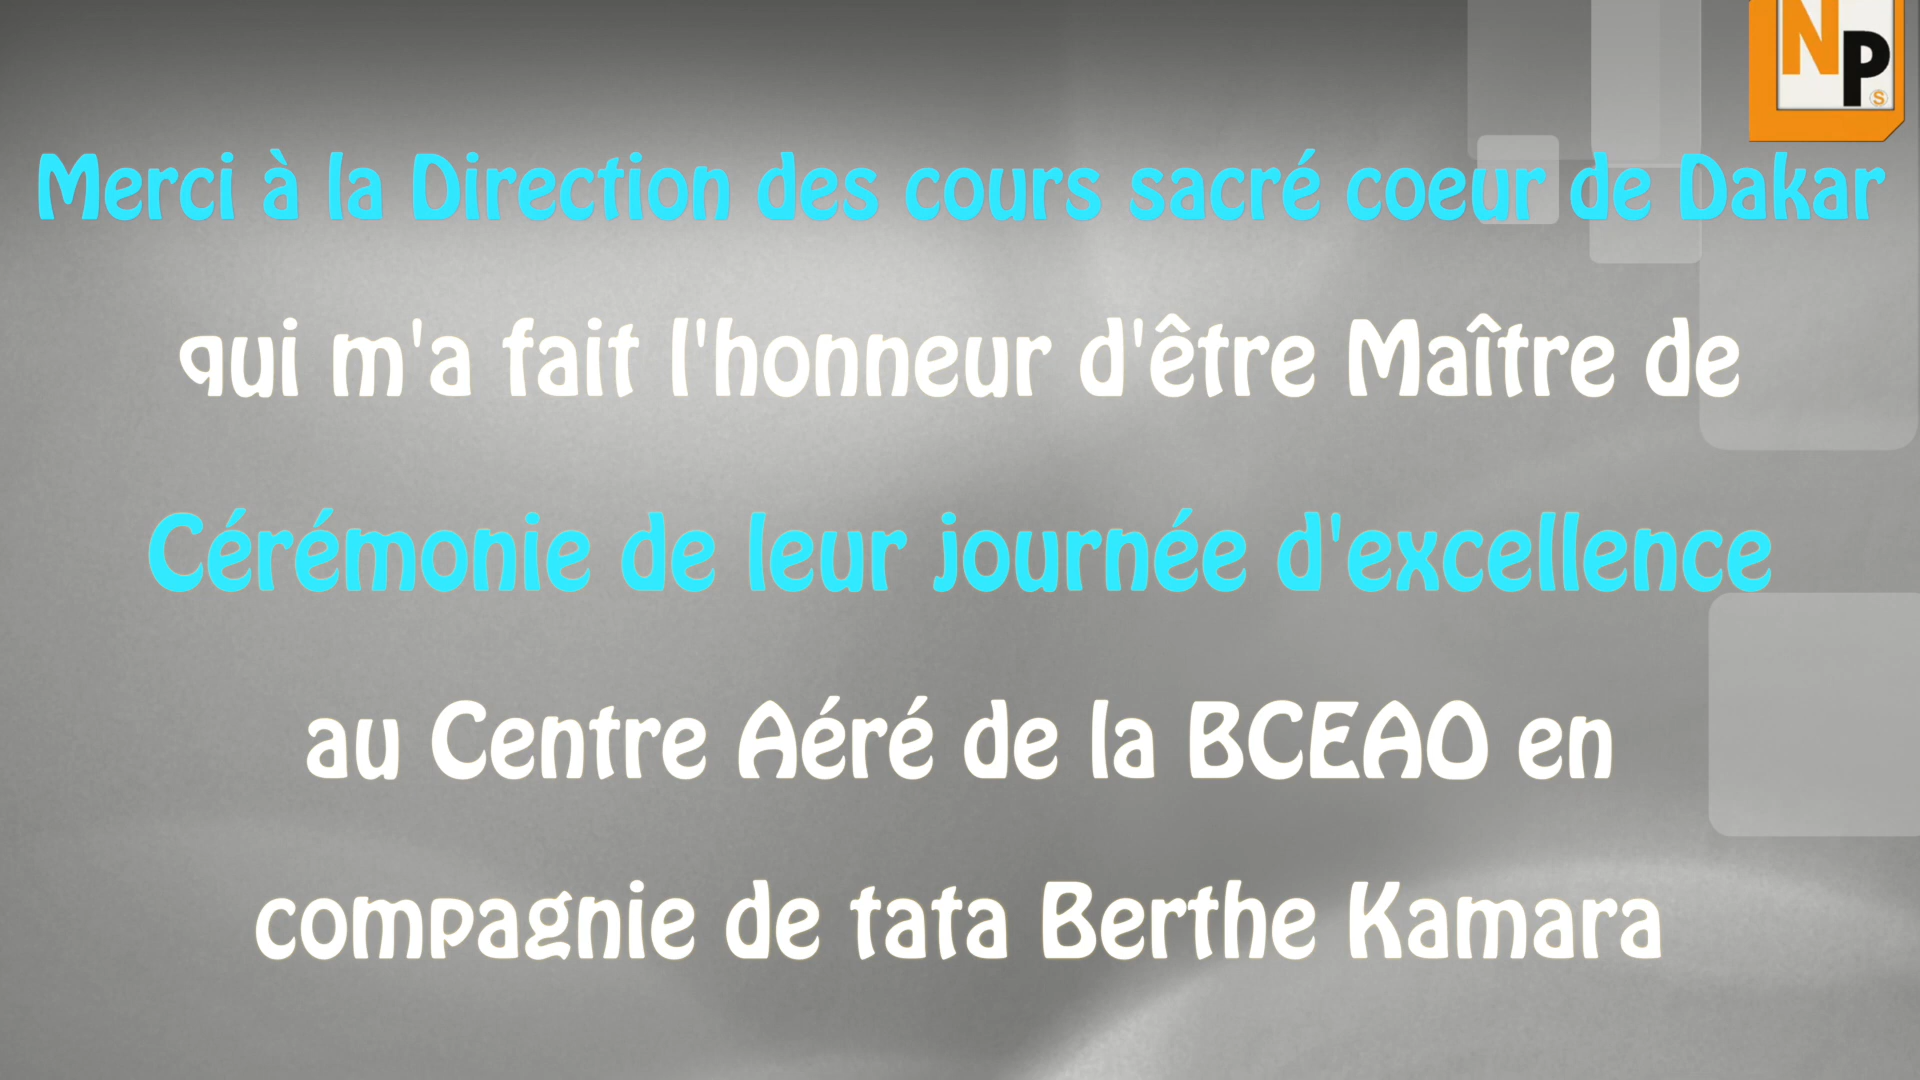 NP
S
Merci à la Direction des cours sacré coeur de Dakar
qui m'a fait l'honneur d'être Maître de
Cérémonie de leur journée d'excellence
au Centre Aéré de la BCEAO en
compagnie de tata Berthe Kamara